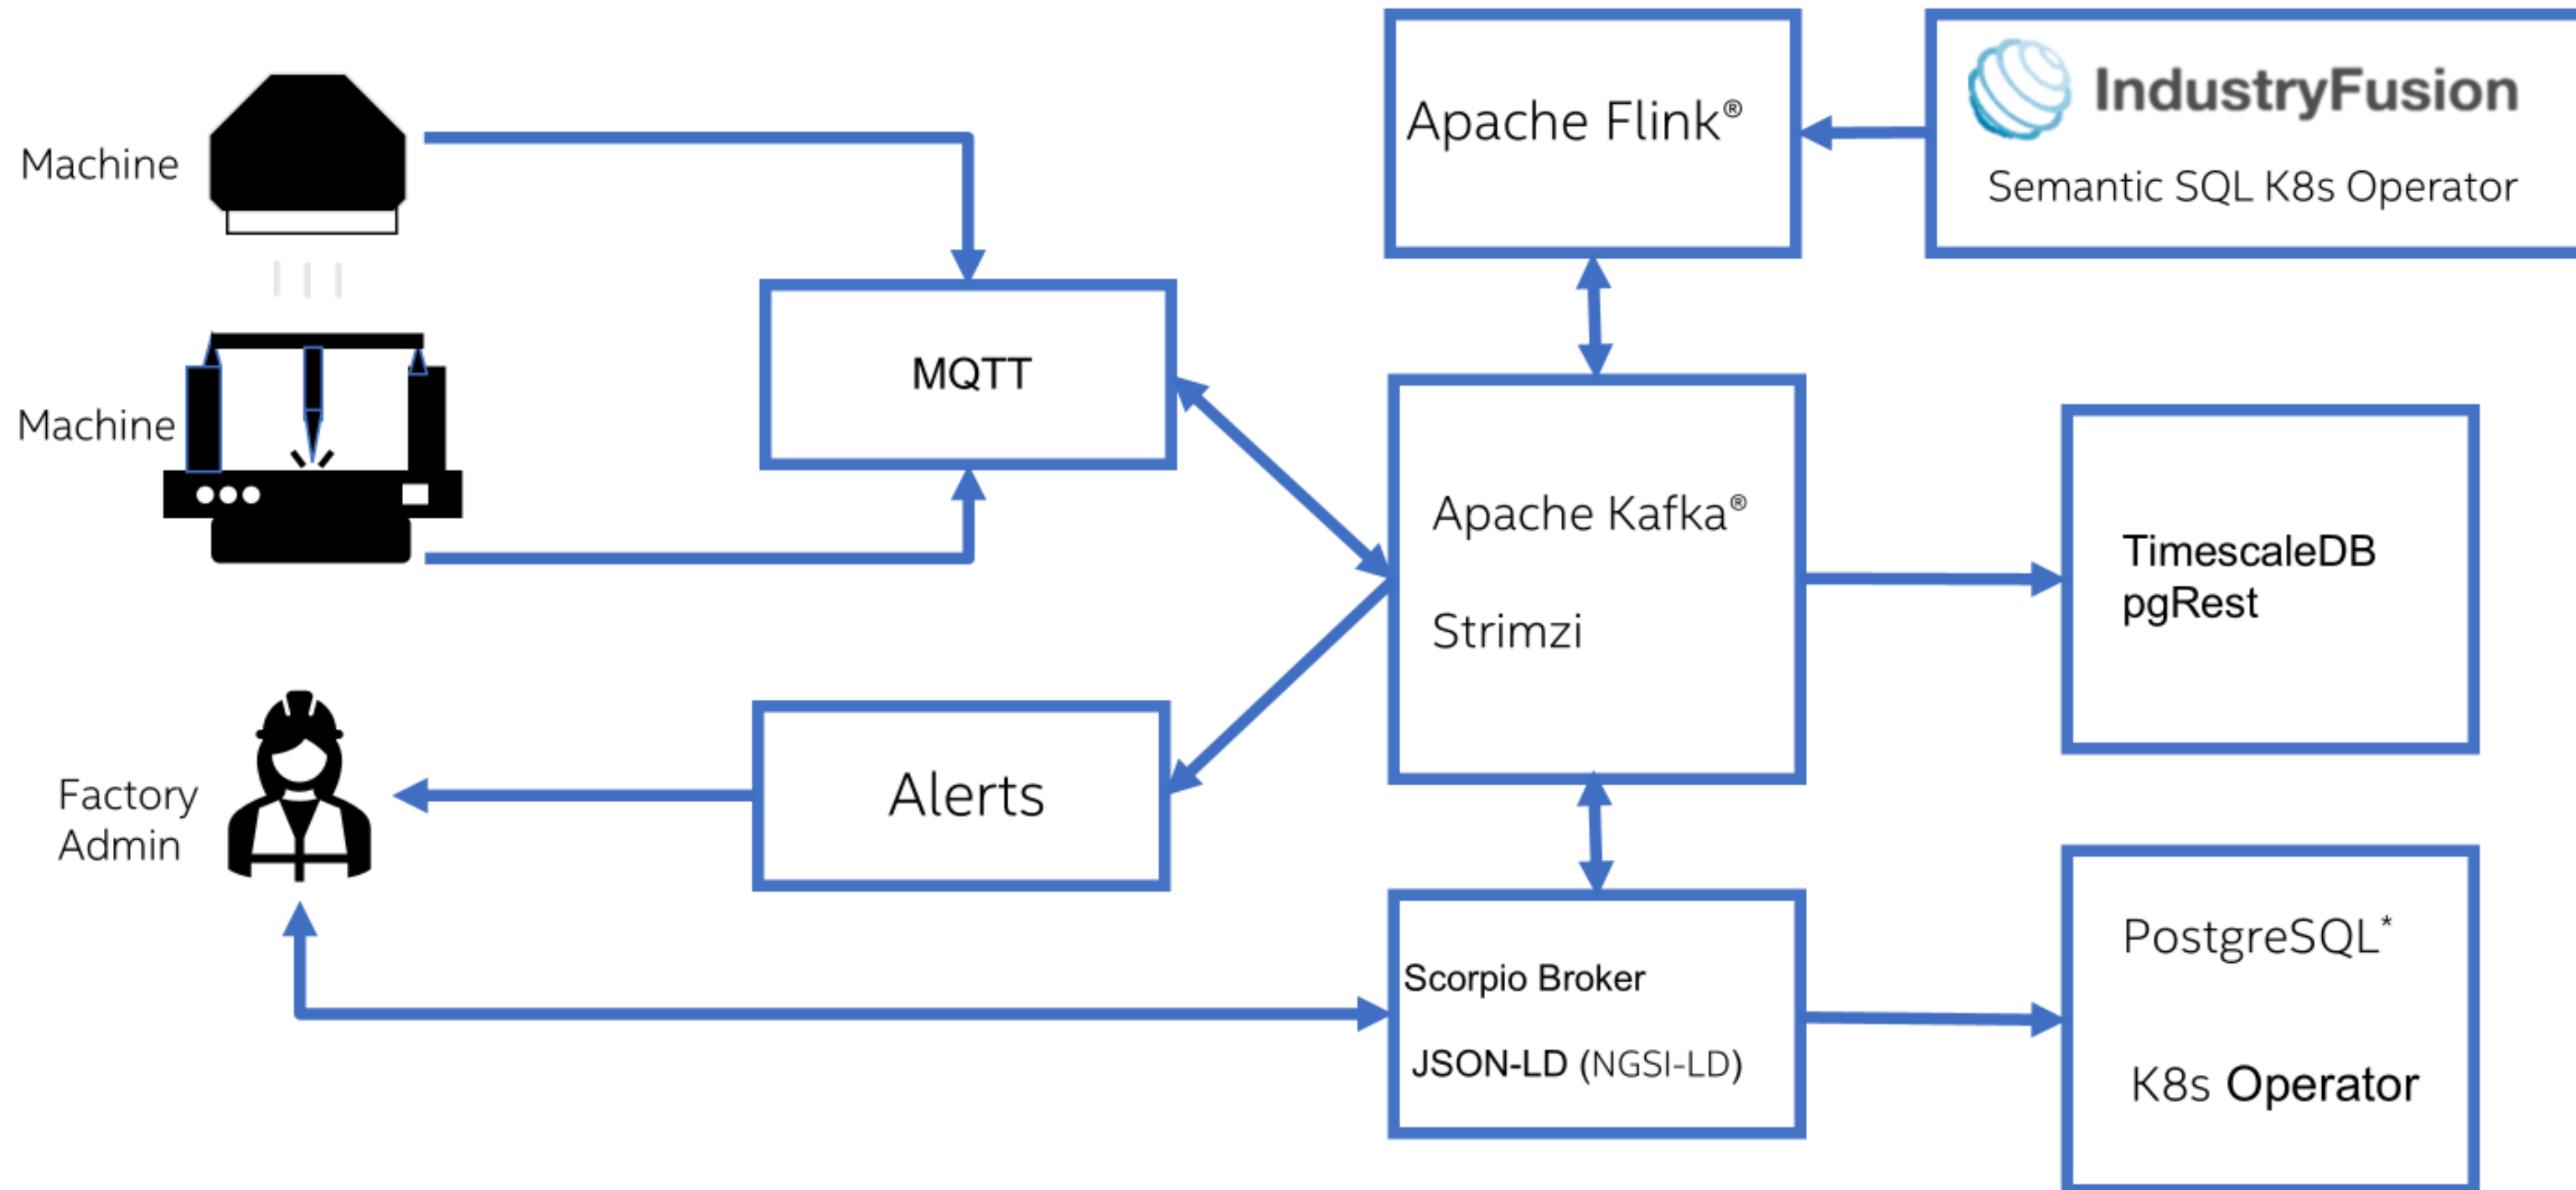 Machine
Machine
Factory
Admin
MQTT
Alerts
Apache Flink®
IndustryFusion
Semantic SQL K8s Operator
Apache Kafka®
Strimzi
TimescaleDB
pgRest
Scorpio Broker
JSON-LD (NGSI-LD)
PostgreSQL*
K8s Operator